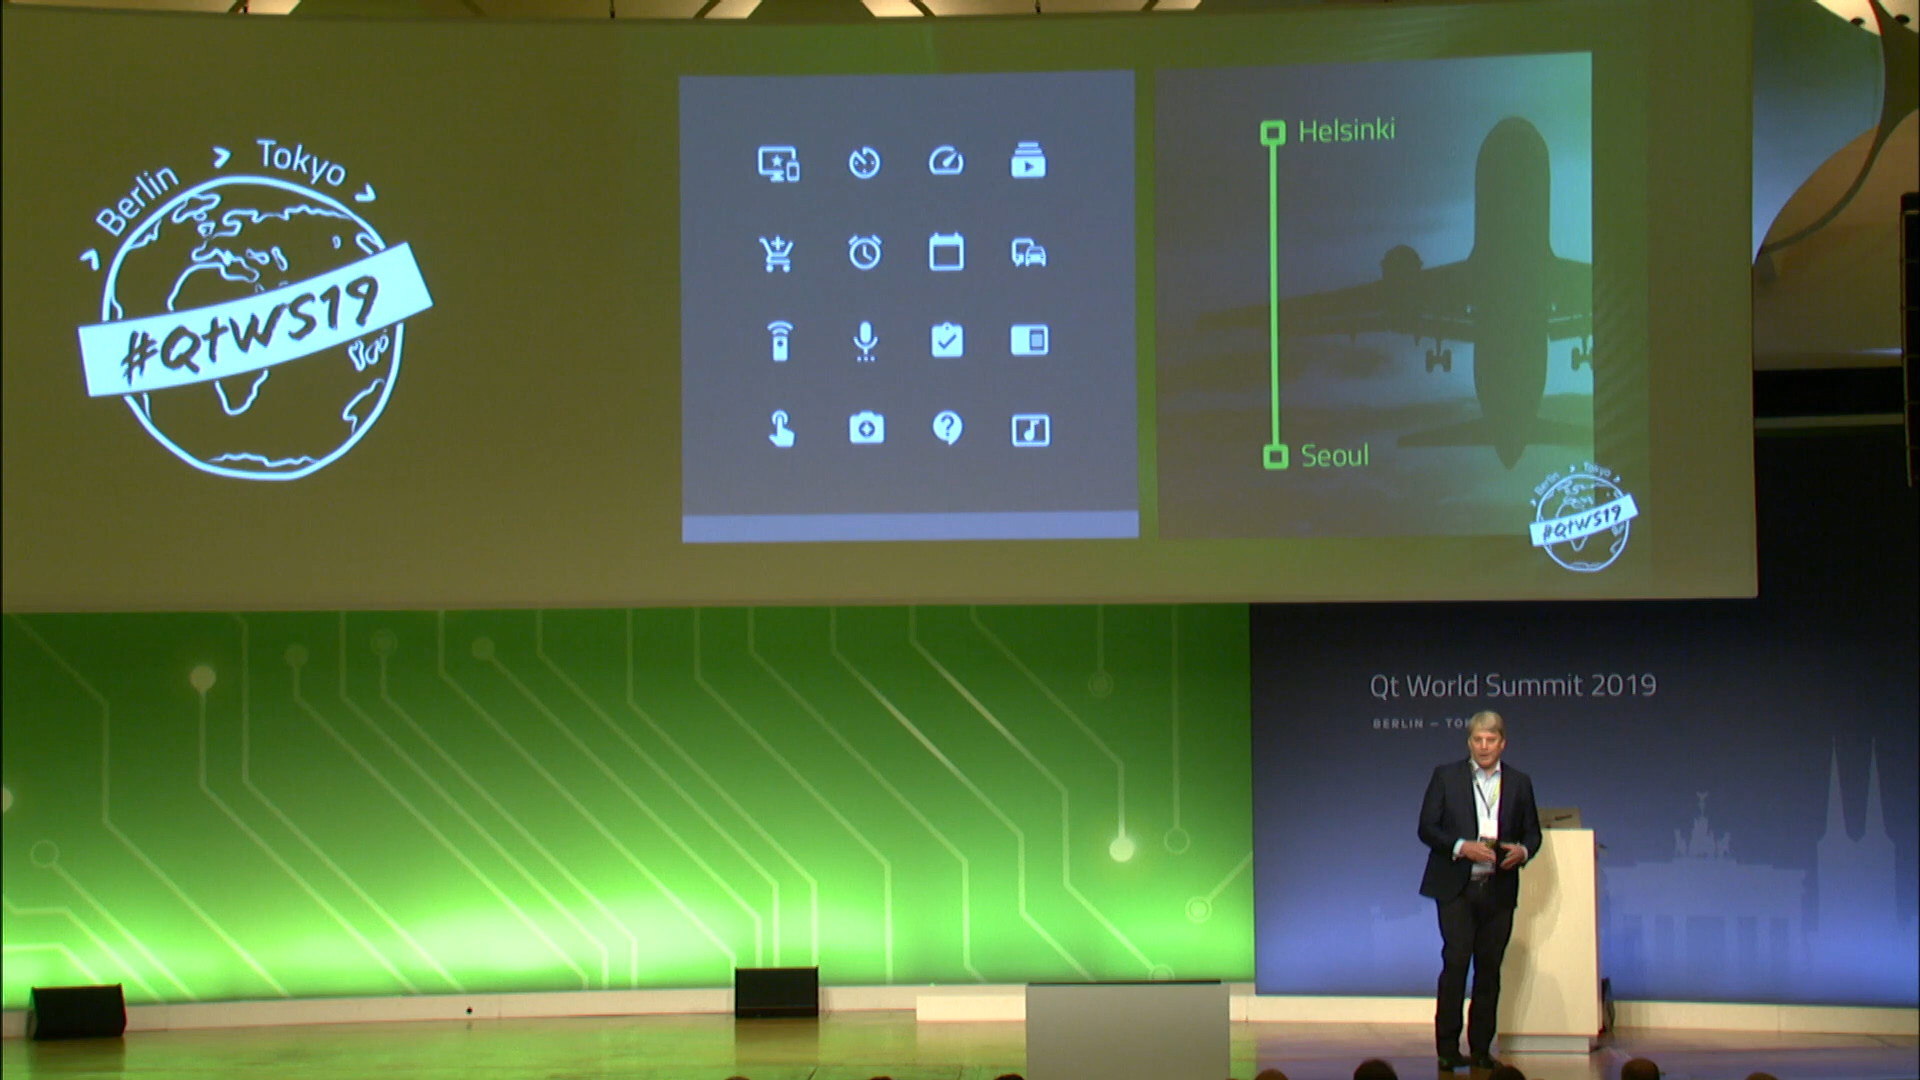 Berlin > Tokyo >
#QtWS19
Helsinki
Seoul
Berlin > Tokyo >
#QtWS19
Qt World Summit 2019
BERLIN – TO